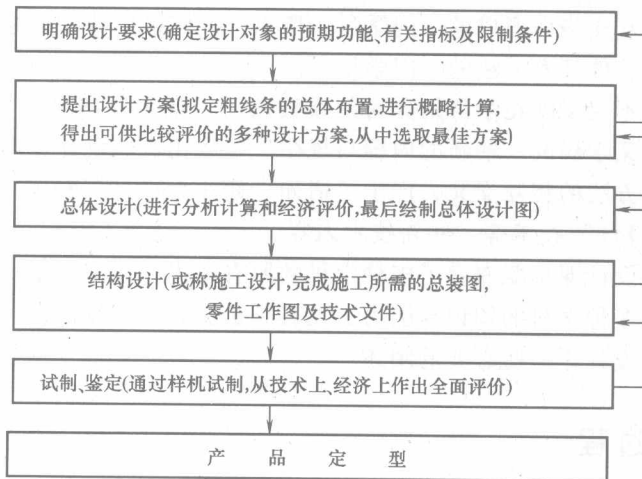 明确设计要求(确定设计对象的预期功能、有关指标及限制条件)
提出设计方案(拟定粗线条的总体布置,进行概略计算,
得出可供比较评价的多种设计方案,从中选取最佳方案)
总体设计(进行分析计算和经济评价,最后绘制总体设计图)
结构设计(或称施工设计,完成施工所需的总装图,
零件工作图及技术文件)
试制、鉴定(通过样机试制,从技术上、经济上作出全面评价)
产品定型